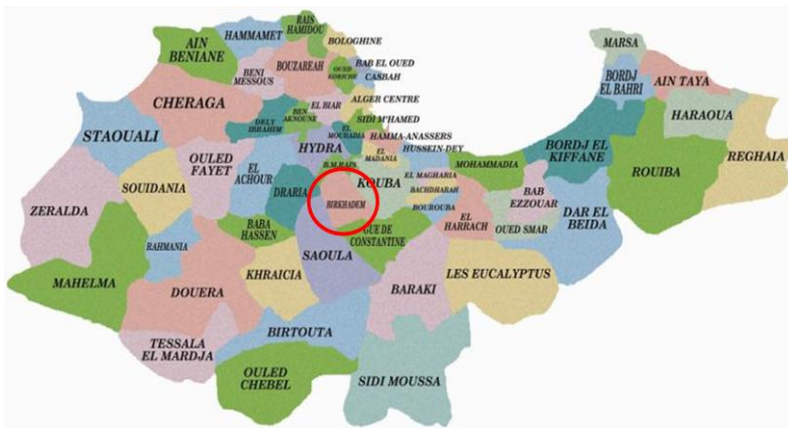 RAIS
HAMIDOU
HAMMAMET
AIN
BENIANE
BOLOGHINE
MARSA
BAB EL OUED
BENI
MESSOUS
BOUZAREAH
OUED
KORICHE
CASBAH
BORDJ
EL BAHRI
AIN TAYA
CHERAGA
EL BIAR
ALGER CENTRE
HARAOUA
STAOUALI
DELY
IBRAHIM
BEN
AKNOUNE
SIDI M'HAMED
EL
MOURADIA
HAMMA-ANASSERS
HYDRA
HUSSEIN-DEY
BORDJ EL
KIFFANE
REGHAIA
OULED
FAYET
EL
MADANIA
MOHAMMADIA
ROUIBA
B.M.RAIS
EL
ACHOUR
KOUBA
EL MAGHARIA
SOUIDANIA
DRARIA
BACHDJARAH
BAB
EZZOUAR
ZERALDA
BIRKHADEM
BOUROUBA
EL
HARRACH
DAR EL
BEIDA
BABA
HASSEN
GUE DE
CONSTANTINE
OUED SMAR
RAHMANIA
SAOULA
KHRAICIA
LES EUCALYPTUS
MAHELMA
DOUERA
BARAKI
BIRTOUTA
TESSALA
EL MARDJA
OULED
CHEBEL
SIDI MOUSSA